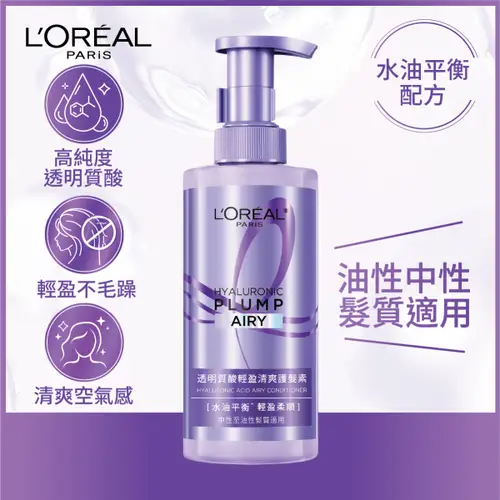 L'ORÉAL
PARIS
高純度
透明質酸
輕盈不毛躁
清爽空氣感
水油平衡
配方
油性中性
髮質適用
L'ORÉAL®
PARIS
HYALURONIC
PLUMP
AIRY
透明質酸輕盈清爽護髮素
HYALURONIC ACID AIRY CONDITIONER
[水油平衡* 輕盈柔順]
中性至油性髮質適用